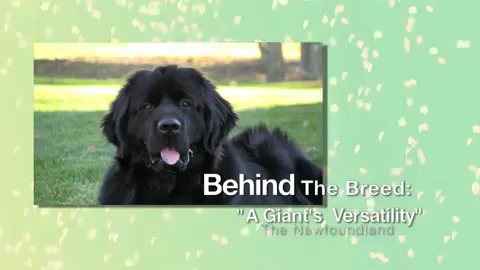 Behind The Breed:
"A Giant's Versatility"
The Newfoundland